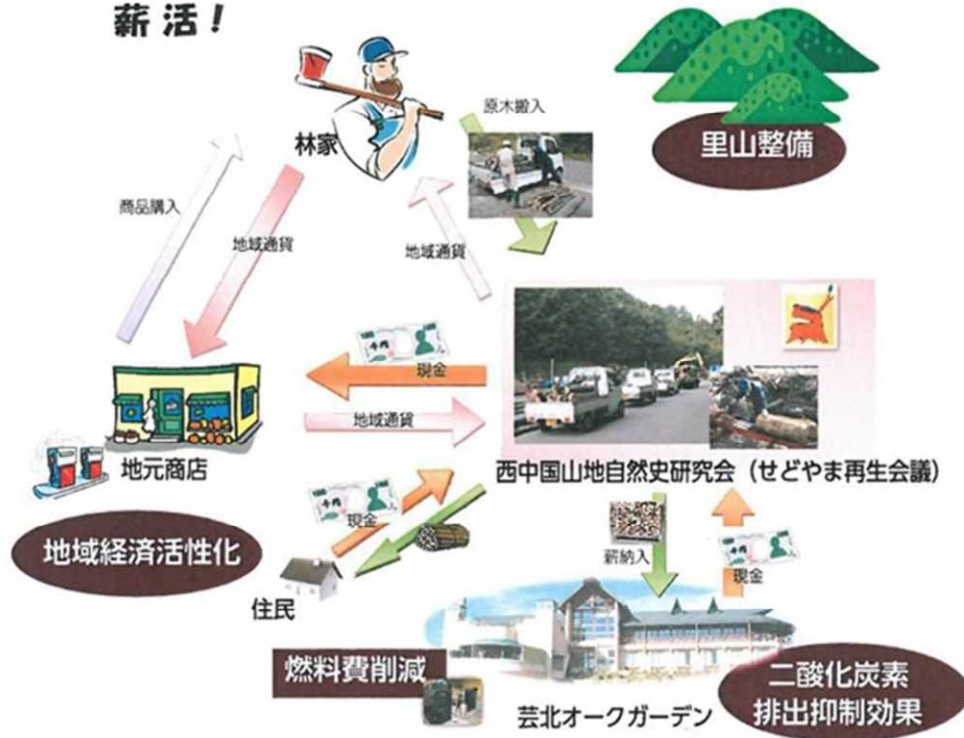 薪活！
林家
原木搬入
里山整備
商品購入
地域通貨
地域通貨
現金
地域通貨
地元商店
西中国山地自然史研究会（せどやま再生会議）
現金
薪納入
現金
地域経済活性化
住民
燃料費削減
芸北オークガーデン
二酸化炭素
排出抑制効果